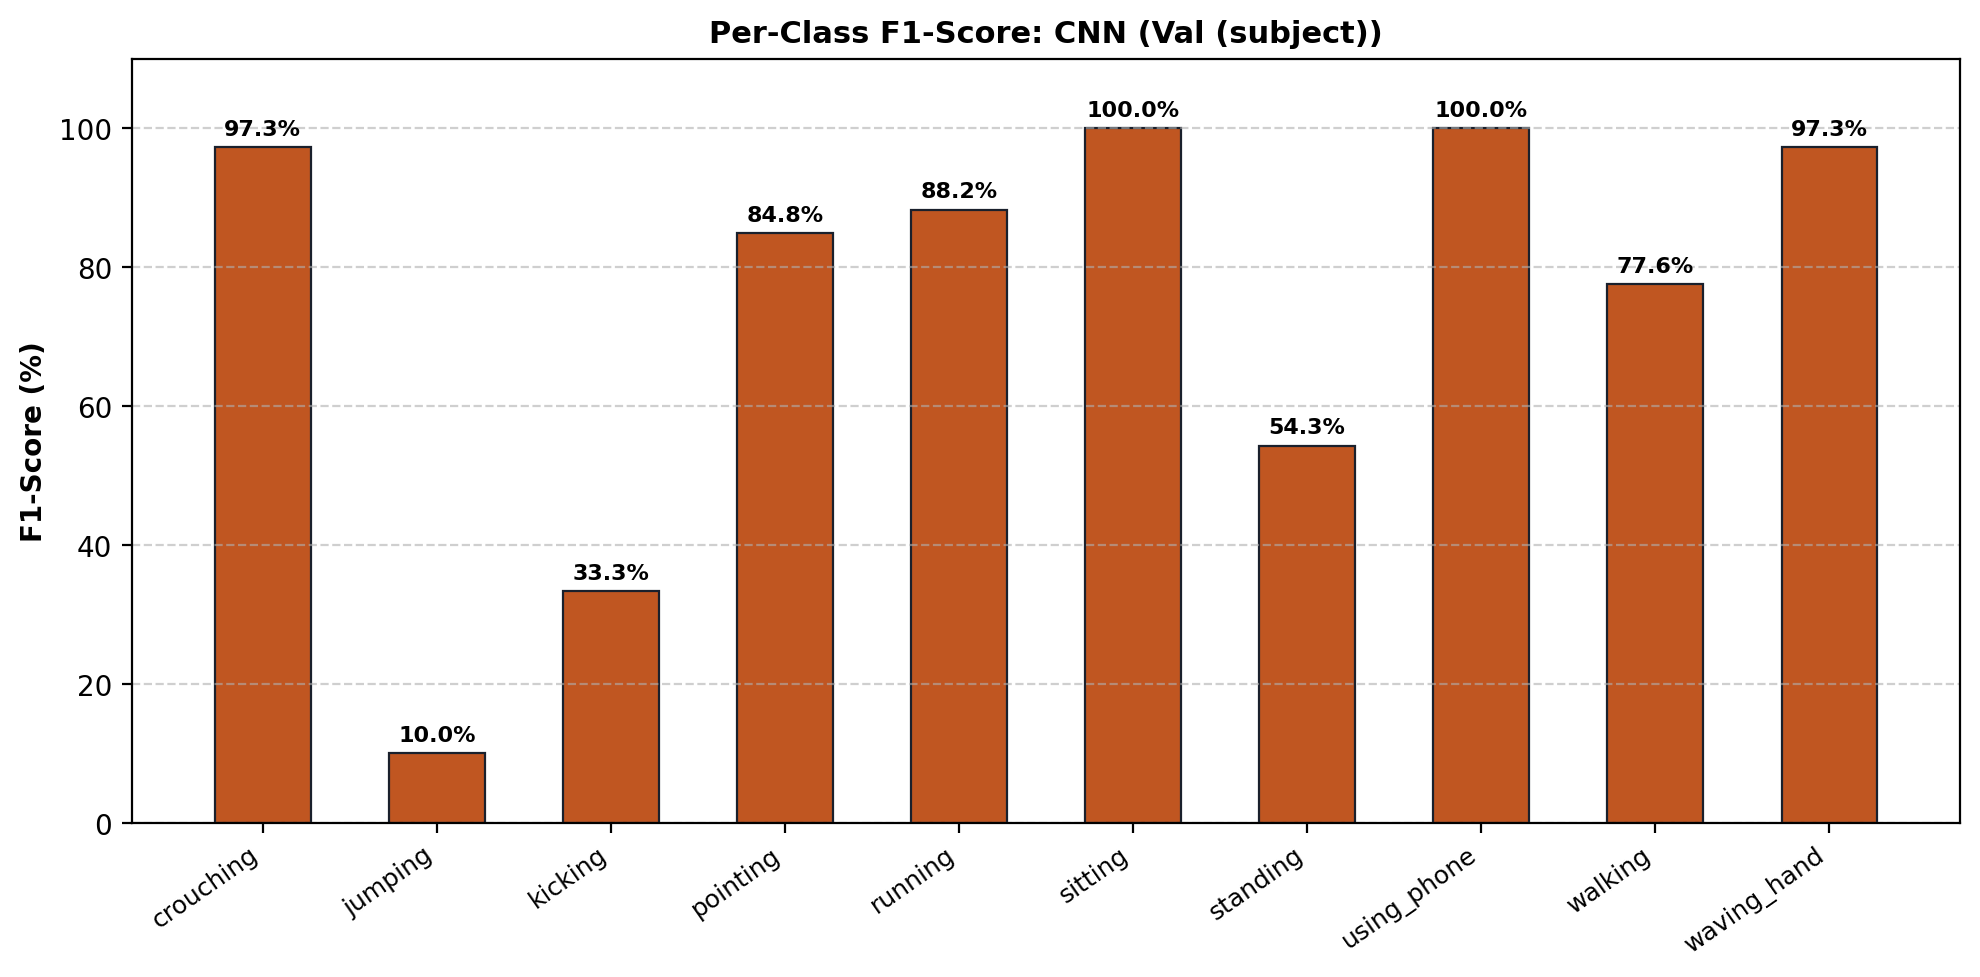 Per-Class F1-Score: CNN (Val (subject))
F1-Score (%)
100
80
60
40
20
0
97.3%
10.0%
33.3%
84.8%
88.2%
100.0%
54.3%
100.0%
77.6%
97.3%
crouching
jumping
kicking
pointing
running
sitting
standing
using_phone
walking
waving_hand